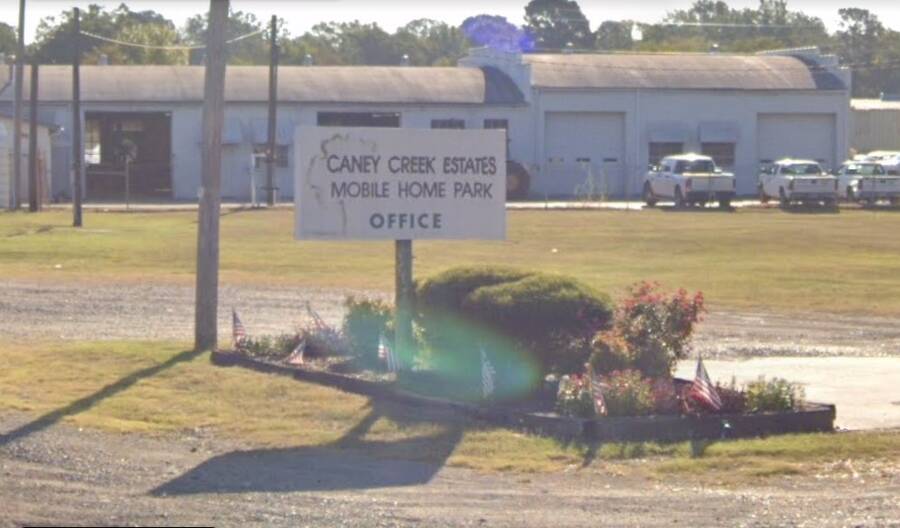 CANEY CREEK ESTATES
MOBILE HOME PARK
OFFICE